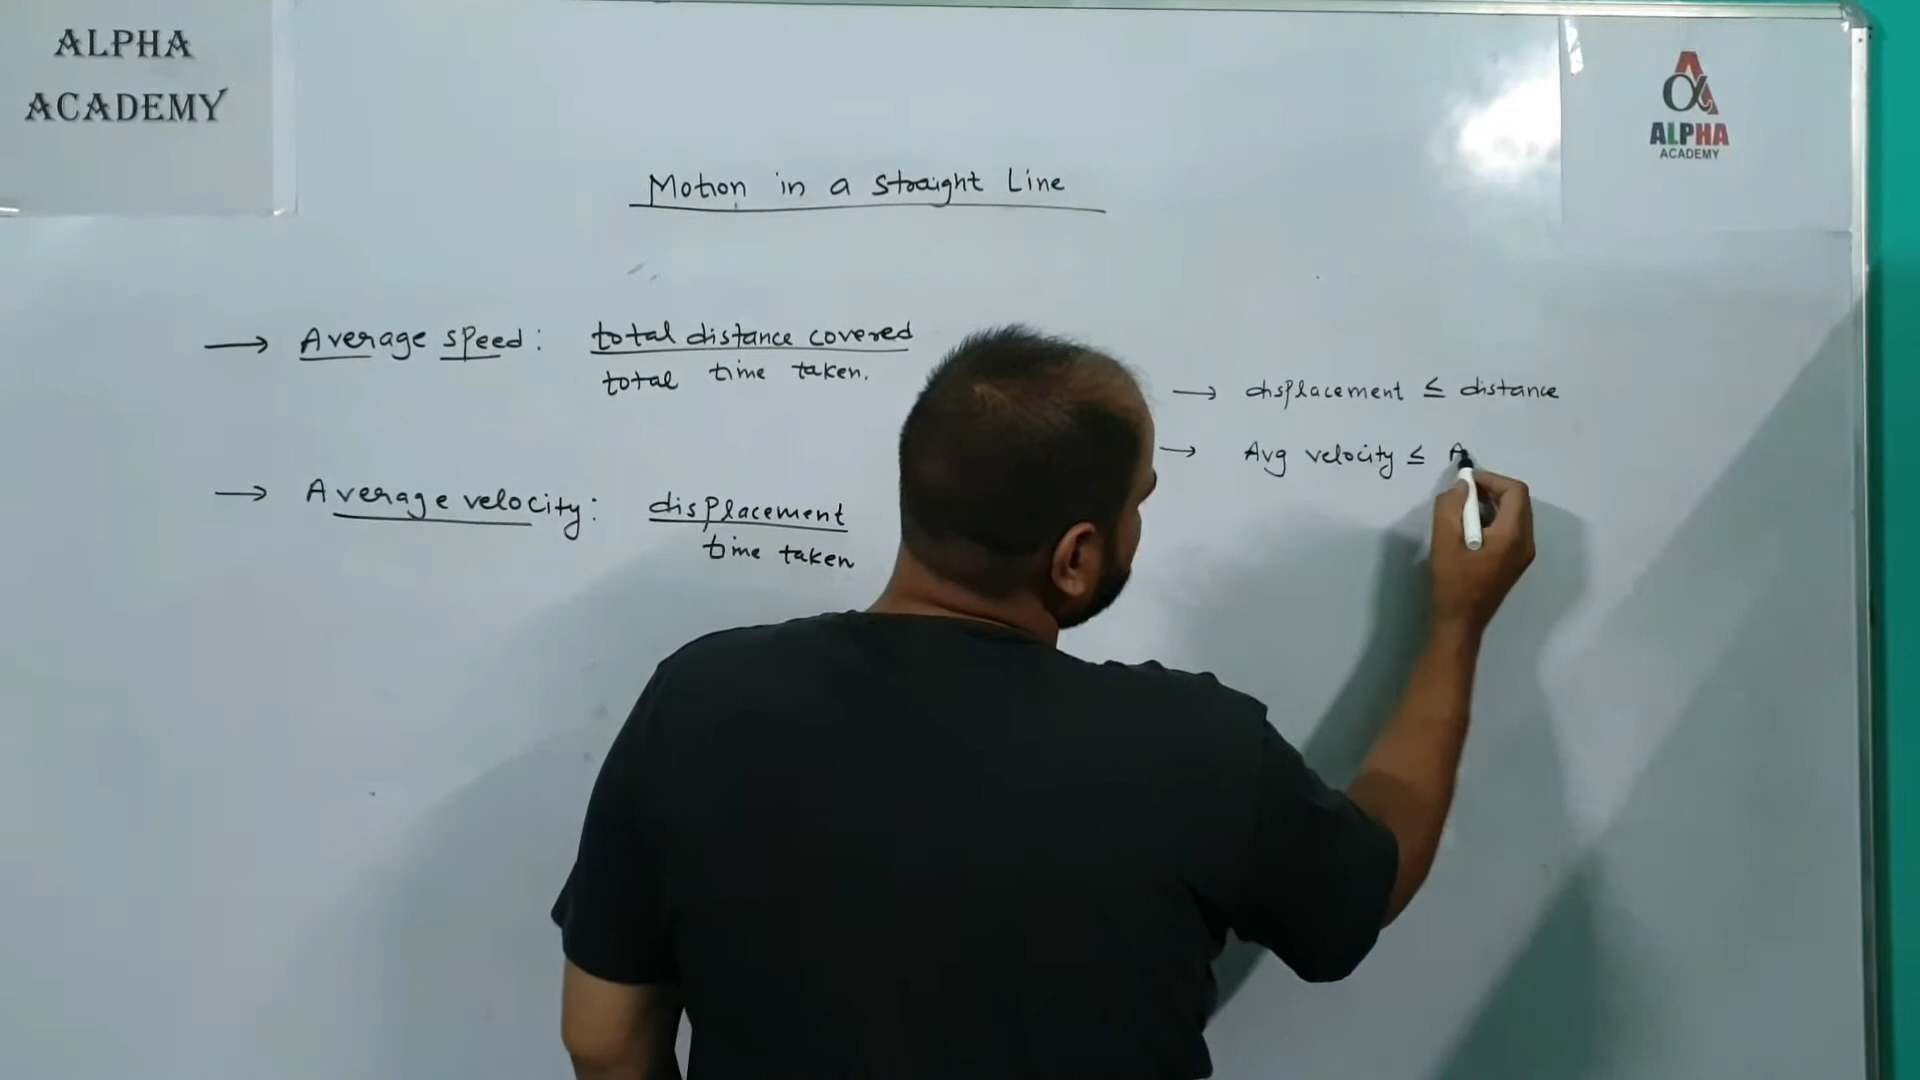 ALPHA
ACADEMY
ALPHA
ACADEMY
Motion in a straight Line
→ Average speed: total distance covered
total time taken.
→ Average velocity: displacement
time taken
→ displacement ≤ distance
→ Avg velocity ≤ A